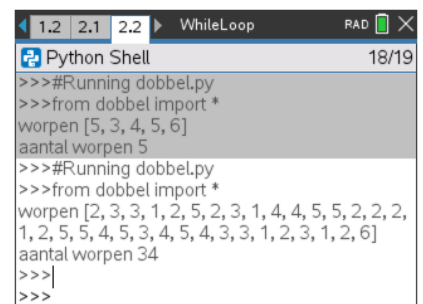 1.2 2.1 2.2 WhileLoop RAD
Python Shell 18/19
>>>#Running dobbel.py
>>>from dobbel import *
worpen [5, 3, 4, 5, 6]
aantal worpen 5
>>>#Running dobbel.py
>>>from dobbel import *
worpen [2, 3, 3, 1, 2, 5, 2, 3, 1, 4, 4, 5, 5, 2, 2, 2,
1, 2, 5, 5, 4, 5, 3, 4, 5, 4, 3, 3, 1, 2, 3, 1, 2, 6]
aantal worpen 34
>>>
>>>